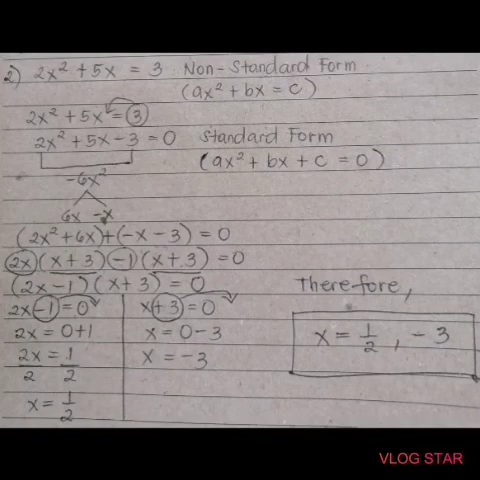 2) 2x² + 5x = 3 Non-Standard Form
(ax² + bx = c)
2x² + 5x = 3
2x² + 5x - 3 = 0 Standard Form
(ax² + bx + c = 0)
-6x²
6x -x
(2x² + 6x) + (-x - 3) = 0
2x (x + 3) -1 (x + 3) = 0
(2x - 1) (x + 3) = 0
2x - 1 = 0
2x = 0 + 1
2x/2 = 1/2
x = 1/2
x + 3 = 0
x = 0 - 3
x = -3
Therefore,
x = 1/2, -3
VLOG STAR